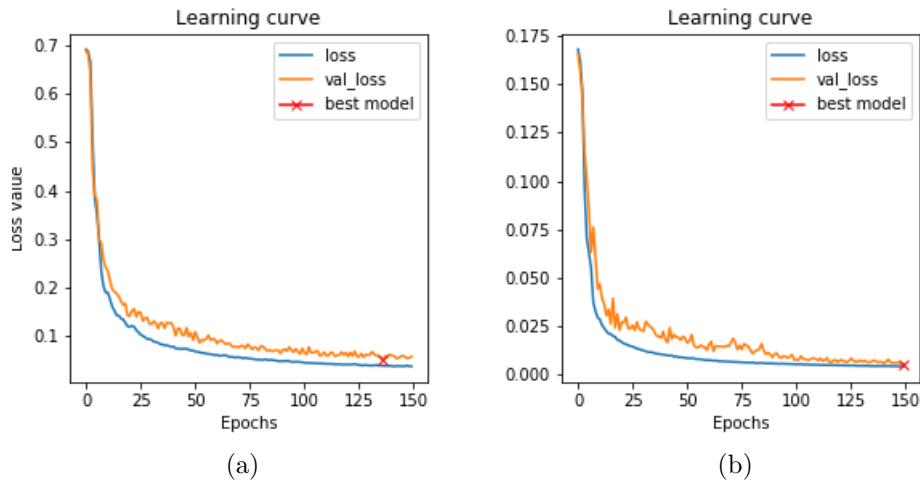 Learning curve
0.7
0.6
0.5
0.4
0.3
0.2
0.1
Loss value
loss
val_loss
best model
0 25 50 75 100 125 150
Epochs
(a)
Learning curve
0.175
0.150
0.125
0.100
0.075
0.050
0.025
0.000
loss
val_loss
best model
0 25 50 75 100 125 150
Epochs
(b)